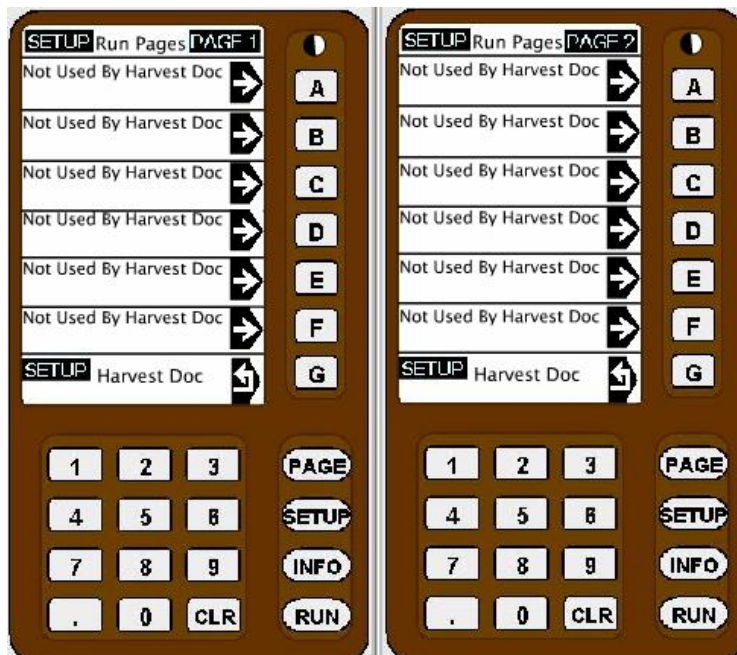 SETUP Run Pages PAGE 1
Not Used By Harvest Doc
A
Not Used By Harvest Doc
B
Not Used By Harvest Doc
C
Not Used By Harvest Doc
D
Not Used By Harvest Doc
E
Not Used By Harvest Doc
F
SETUP Harvest Doc
G
1 2 3 PAGE
4 5 6 SETUP
7 8 9 INFO
. 0 CLR RUN
SETUP Run Pages PAGE 2
Not Used By Harvest Doc
A
Not Used By Harvest Doc
B
Not Used By Harvest Doc
C
Not Used By Harvest Doc
D
Not Used By Harvest Doc
E
Not Used By Harvest Doc
F
SETUP Harvest Doc
G
1 2 3 PAGE
4 5 6 SETUP
7 8 9 INFO
. 0 CLR RUN